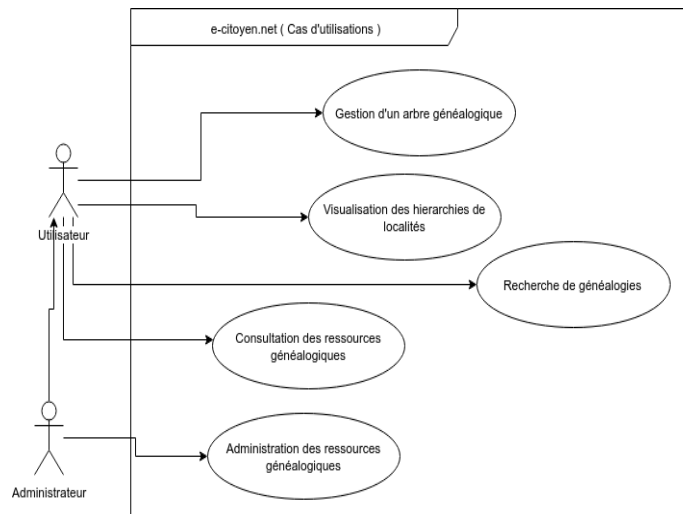 e-citoyen.net ( Cas d'utilisations )
Gestion d'un arbre généalogique
Visualisation des hierarchies de
localités
Utilisateur
Recherche de généalogies
Consultation des ressources
généalogiques
Administration des ressources
généalogiques
Administrateur